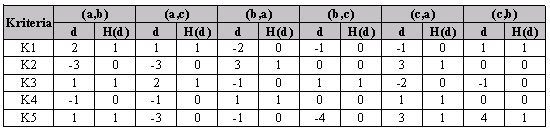 Kriteria (a,b) (a,c) (b,a) (b,c) (c,a) (c,b)
d H(d) d H(d) d H(d) d H(d) d H(d) d H(d)
K1 2 1 1 1 -2 0 -1 0 -1 0 1 1
K2 -3 0 -3 0 3 1 0 0 3 1 0 0
K3 1 1 2 1 -1 0 1 1 -2 0 -1 0
K4 -1 0 -1 0 1 1 0 0 1 1 0 0
K5 1 1 -3 0 -1 0 -4 0 3 1 4 1